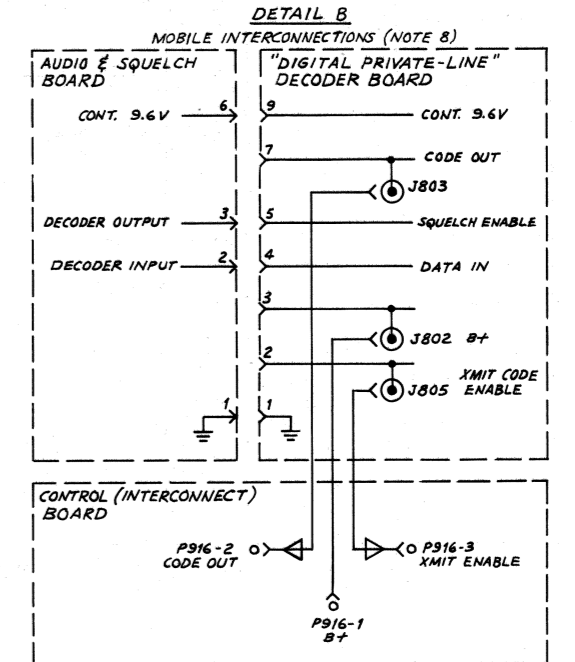 DETAIL B
MOBILE INTERCONNECTIONS (NOTE 8)
AUDIO & SQUELCH
BOARD
"DIGITAL PRIVATE-LINE"
DECODER BOARD
CONT. 9.6V
6
9
CONT. 9.6V
7
CODE OUT
J803
DECODER OUTPUT
3
5
SQUELCH ENABLE
DECODER INPUT
2
4
DATA IN
3
J802 B+
2
XMIT CODE
J805 ENABLE
1
1
CONTROL (INTERCONNECT)
BOARD
P916-2
CODE OUT
P916-3
XMIT ENABLE
P916-1
B+